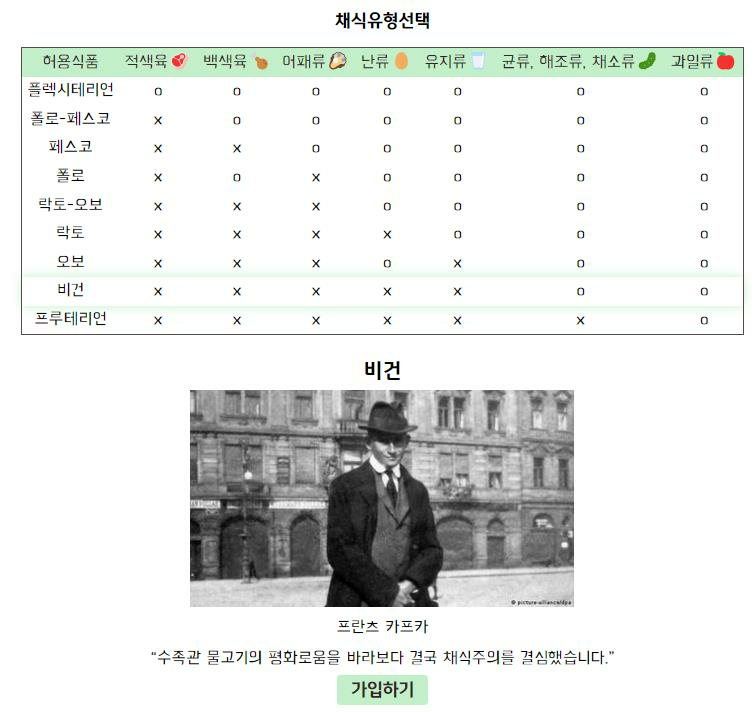 채식유형선택
허용식품 적색육 백색육 어패류 난류 유지류 균류, 해조류, 채소류 과일류
플렉시테리언 o o o o o o o
폴로-페스코 x o o o o o o
페스코 x x o o o o o
폴로 x o x o o o o
락토-오보 x x x o o o o
락토 x x x x o o o
오보 x x x o x o o
비건 x x x x x o o
프루테리언 x x x x x x o
비건
© picture-alliance/dpa
프란츠 카프카
“수족관 물고기의 평화로움을 바라보다 결국 채식주의를 결심했습니다.”
가입하기